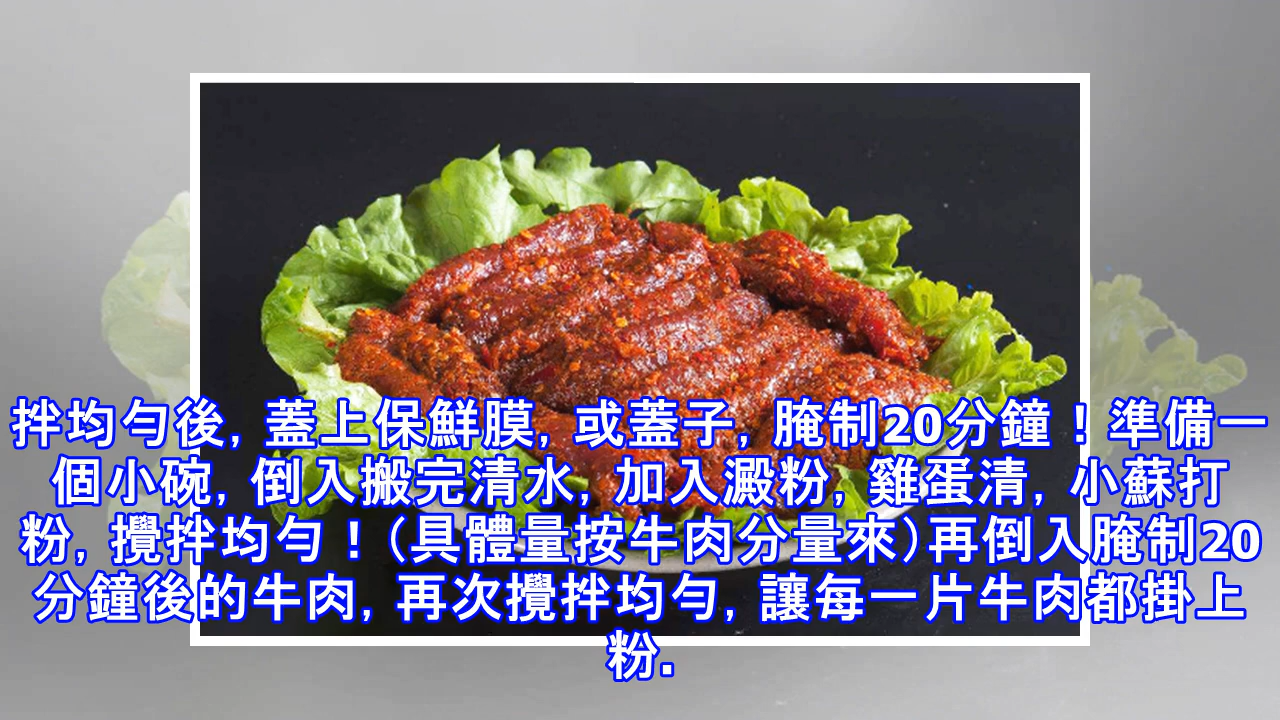 拌均勻後, 蓋上保鮮膜, 或蓋子, 腌制20分鐘！準備一
個小碗, 倒入搬完清水, 加入澱粉, 雞蛋清, 小蘇打
粉, 攪拌均勻！(具體量按牛肉分量來)再倒入腌制20
分鐘後的牛肉, 再次攪拌均勻, 讓每一片牛肉都掛上
粉.